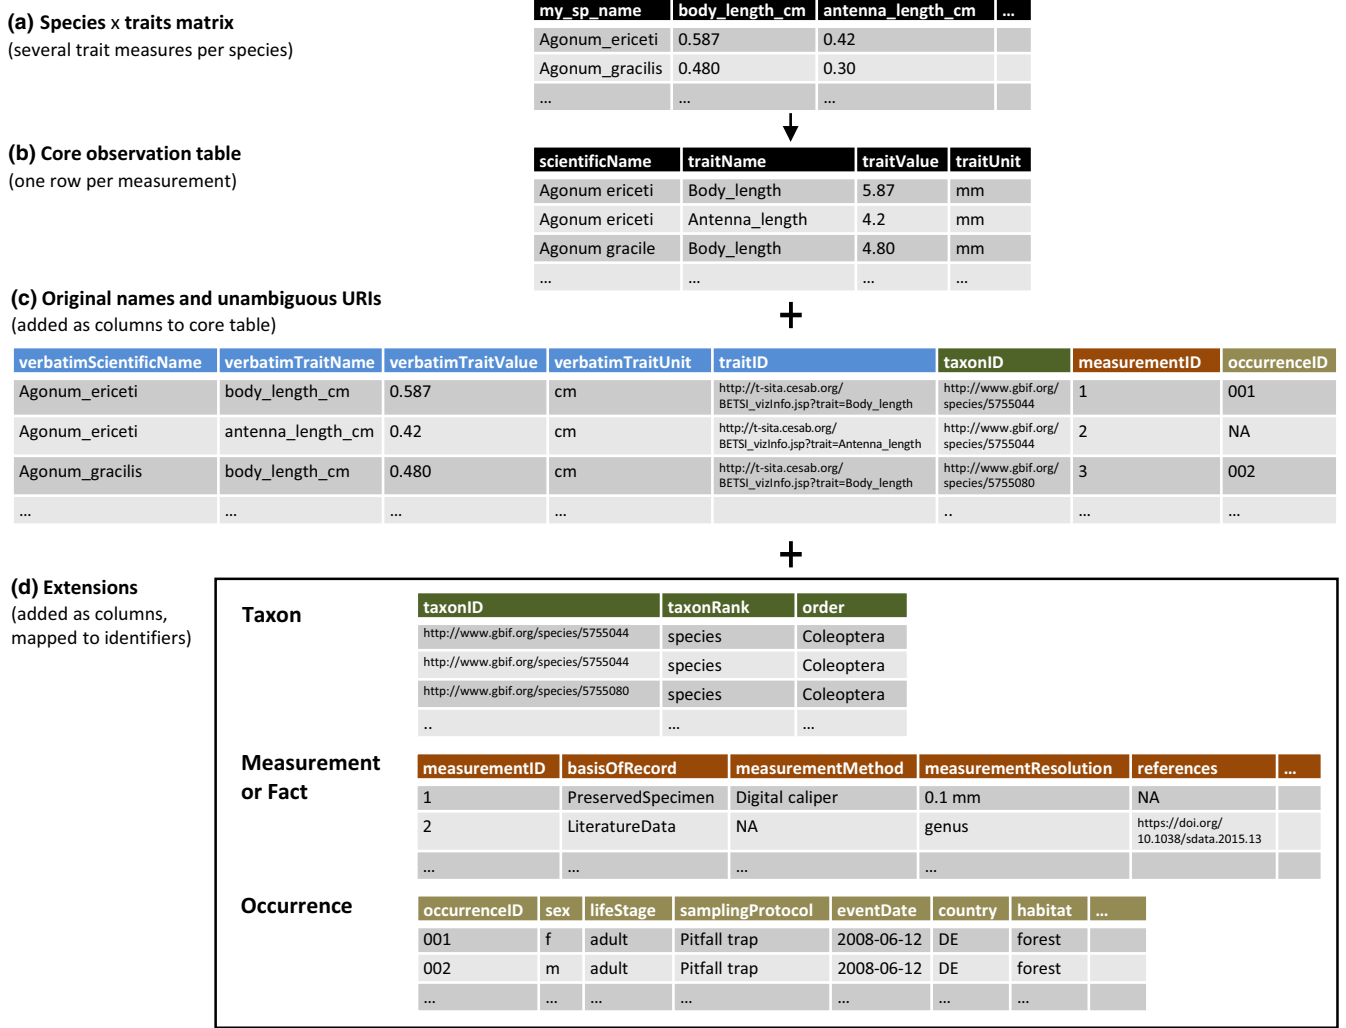 (a) Species x traits matrix
(several trait measures per species)
my_sp_name body_length_cm antenna_length_cm ...
Agonum_ericeti 0.587 0.42
Agonum_gracilis 0.480 0.30
... ... ...
(b) Core observation table
(one row per measurement)
scientificName traitName traitValue traitUnit
Agonum ericeti Body_length 5.87 mm
Agonum ericeti Antenna_length 4.2 mm
Agonum gracile Body_length 4.80 mm
... ... ... ...
(c) Original names and unambiguous URIs
(added as columns to core table)
+
verbatimScientificName verbatimTraitName verbatimTraitValue verbatimTraitUnit traitID taxonID measurementID occurrenceID
Agonum_ericeti body_length_cm 0.587 cm http://t-sita.cesab.org/ http://www.gbif.org/ 1 001
BETSI_vizInfo.jsp?trait=Body_length species/5755044
Agonum_ericeti antenna_length_cm 0.42 cm http://t-sita.cesab.org/ http://www.gbif.org/ 2 NA
BETSI_vizInfo.jsp?trait=Antenna_length species/5755044
Agonum_gracilis body_length_cm 0.480 cm http://t-sita.cesab.org/ http://www.gbif.org/ 3 002
BETSI_vizInfo.jsp?trait=Body_length species/5755080
... ... ... ... .. ... ...
+
(d) Extensions
(added as columns,
mapped to identifiers)
Taxon
taxonID taxonRank order
http://www.gbif.org/species/5755044 species Coleoptera
http://www.gbif.org/species/5755044 species Coleoptera
http://www.gbif.org/species/5755080 species Coleoptera
.. ... ...
Measurement
or Fact
measurementID basisOfRecord measurementMethod measurementResolution references ...
1 PreservedSpecimen Digital caliper 0.1 mm NA
2 LiteratureData NA genus https://doi.org/
10.1038/sdata.2015.13
... ... ... ...
Occurrence
occurrenceID sex lifeStage samplingProtocol eventDate country habitat ...
001 f adult Pitfall trap 2008-06-12 DE forest
002 m adult Pitfall trap 2008-06-12 DE forest
... ... ... ... ... ... ...